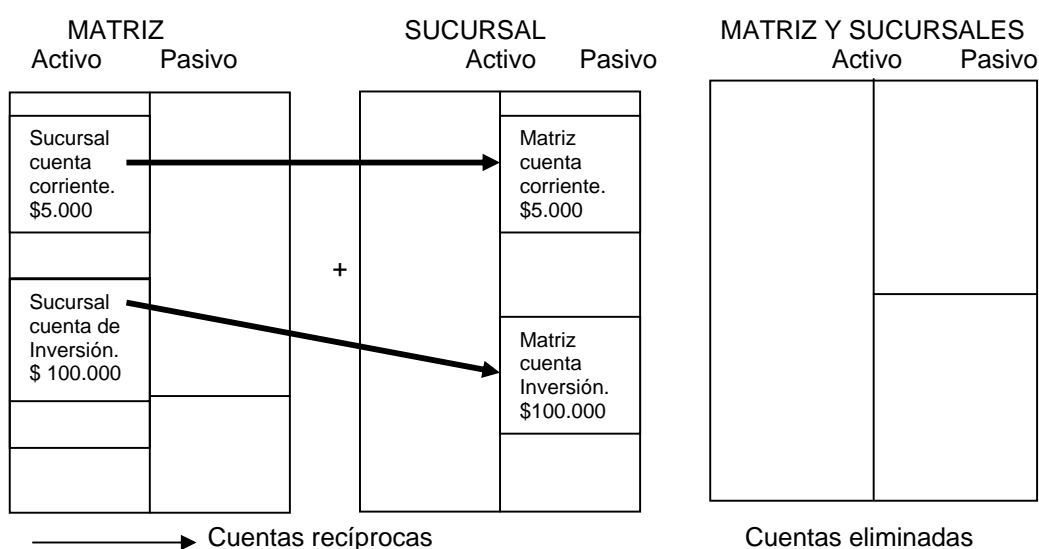 MATRIZ
Activo Pasivo
Sucursal
cuenta
corriente.
$5.000
Sucursal
cuenta de
Inversión.
$ 100.000
+
SUCURSAL
Activo Pasivo
Matriz
cuenta
corriente.
$5.000
Matriz
cuenta
Inversión.
$100.000
MATRIZ Y SUCURSALES
Activo Pasivo
Cuentas recíprocas
Cuentas eliminadas